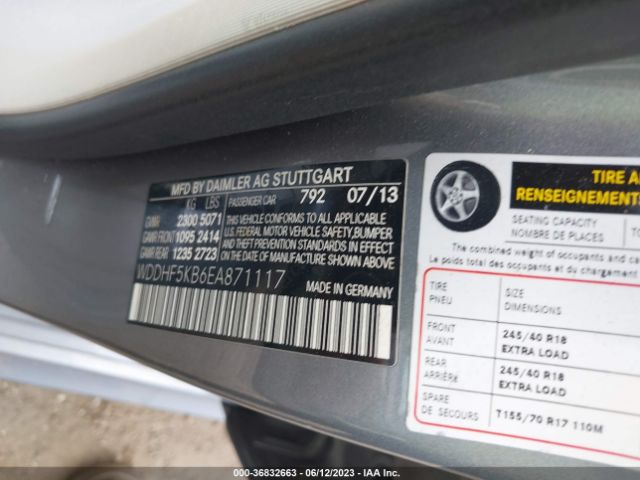 MFD BY DAIMLER AG STUTTGART
KG LBS PASSENGER CAR 792 07/13
GVWR 2300 5071
GAWR FRONT 1095 2414
GAWR REAR 1235 2723
THIS VEHICLE CONFORMS TO ALL APPLICABLE
U.S. FEDERAL MOTOR VEHICLE SAFETY, BUMPER
AND THEFT PREVENTION STANDARDS IN EFFECT
ON THE DATE OF MANUFACTURE SHOWN ABOVE.
WDDHF5KB6EA871117
MADE IN GERMANY
TIRE A
RENSEIGNEMENTS
SEATING CAPACITY
NOMBRE DE PLACES
The combined weight of occupants
Le poids total des occupants
TIRE
PNEU
SIZE
DIMENSIONS
FRONT
AVANT
245/40 R18
EXTRA LOAD
REAR
ARRIÈRE
245/40 R18
EXTRA LOAD
SPARE
DE SECOURS
T155/70 R17 110M
000-36832663 - 06/12/2023 - IAA Inc.